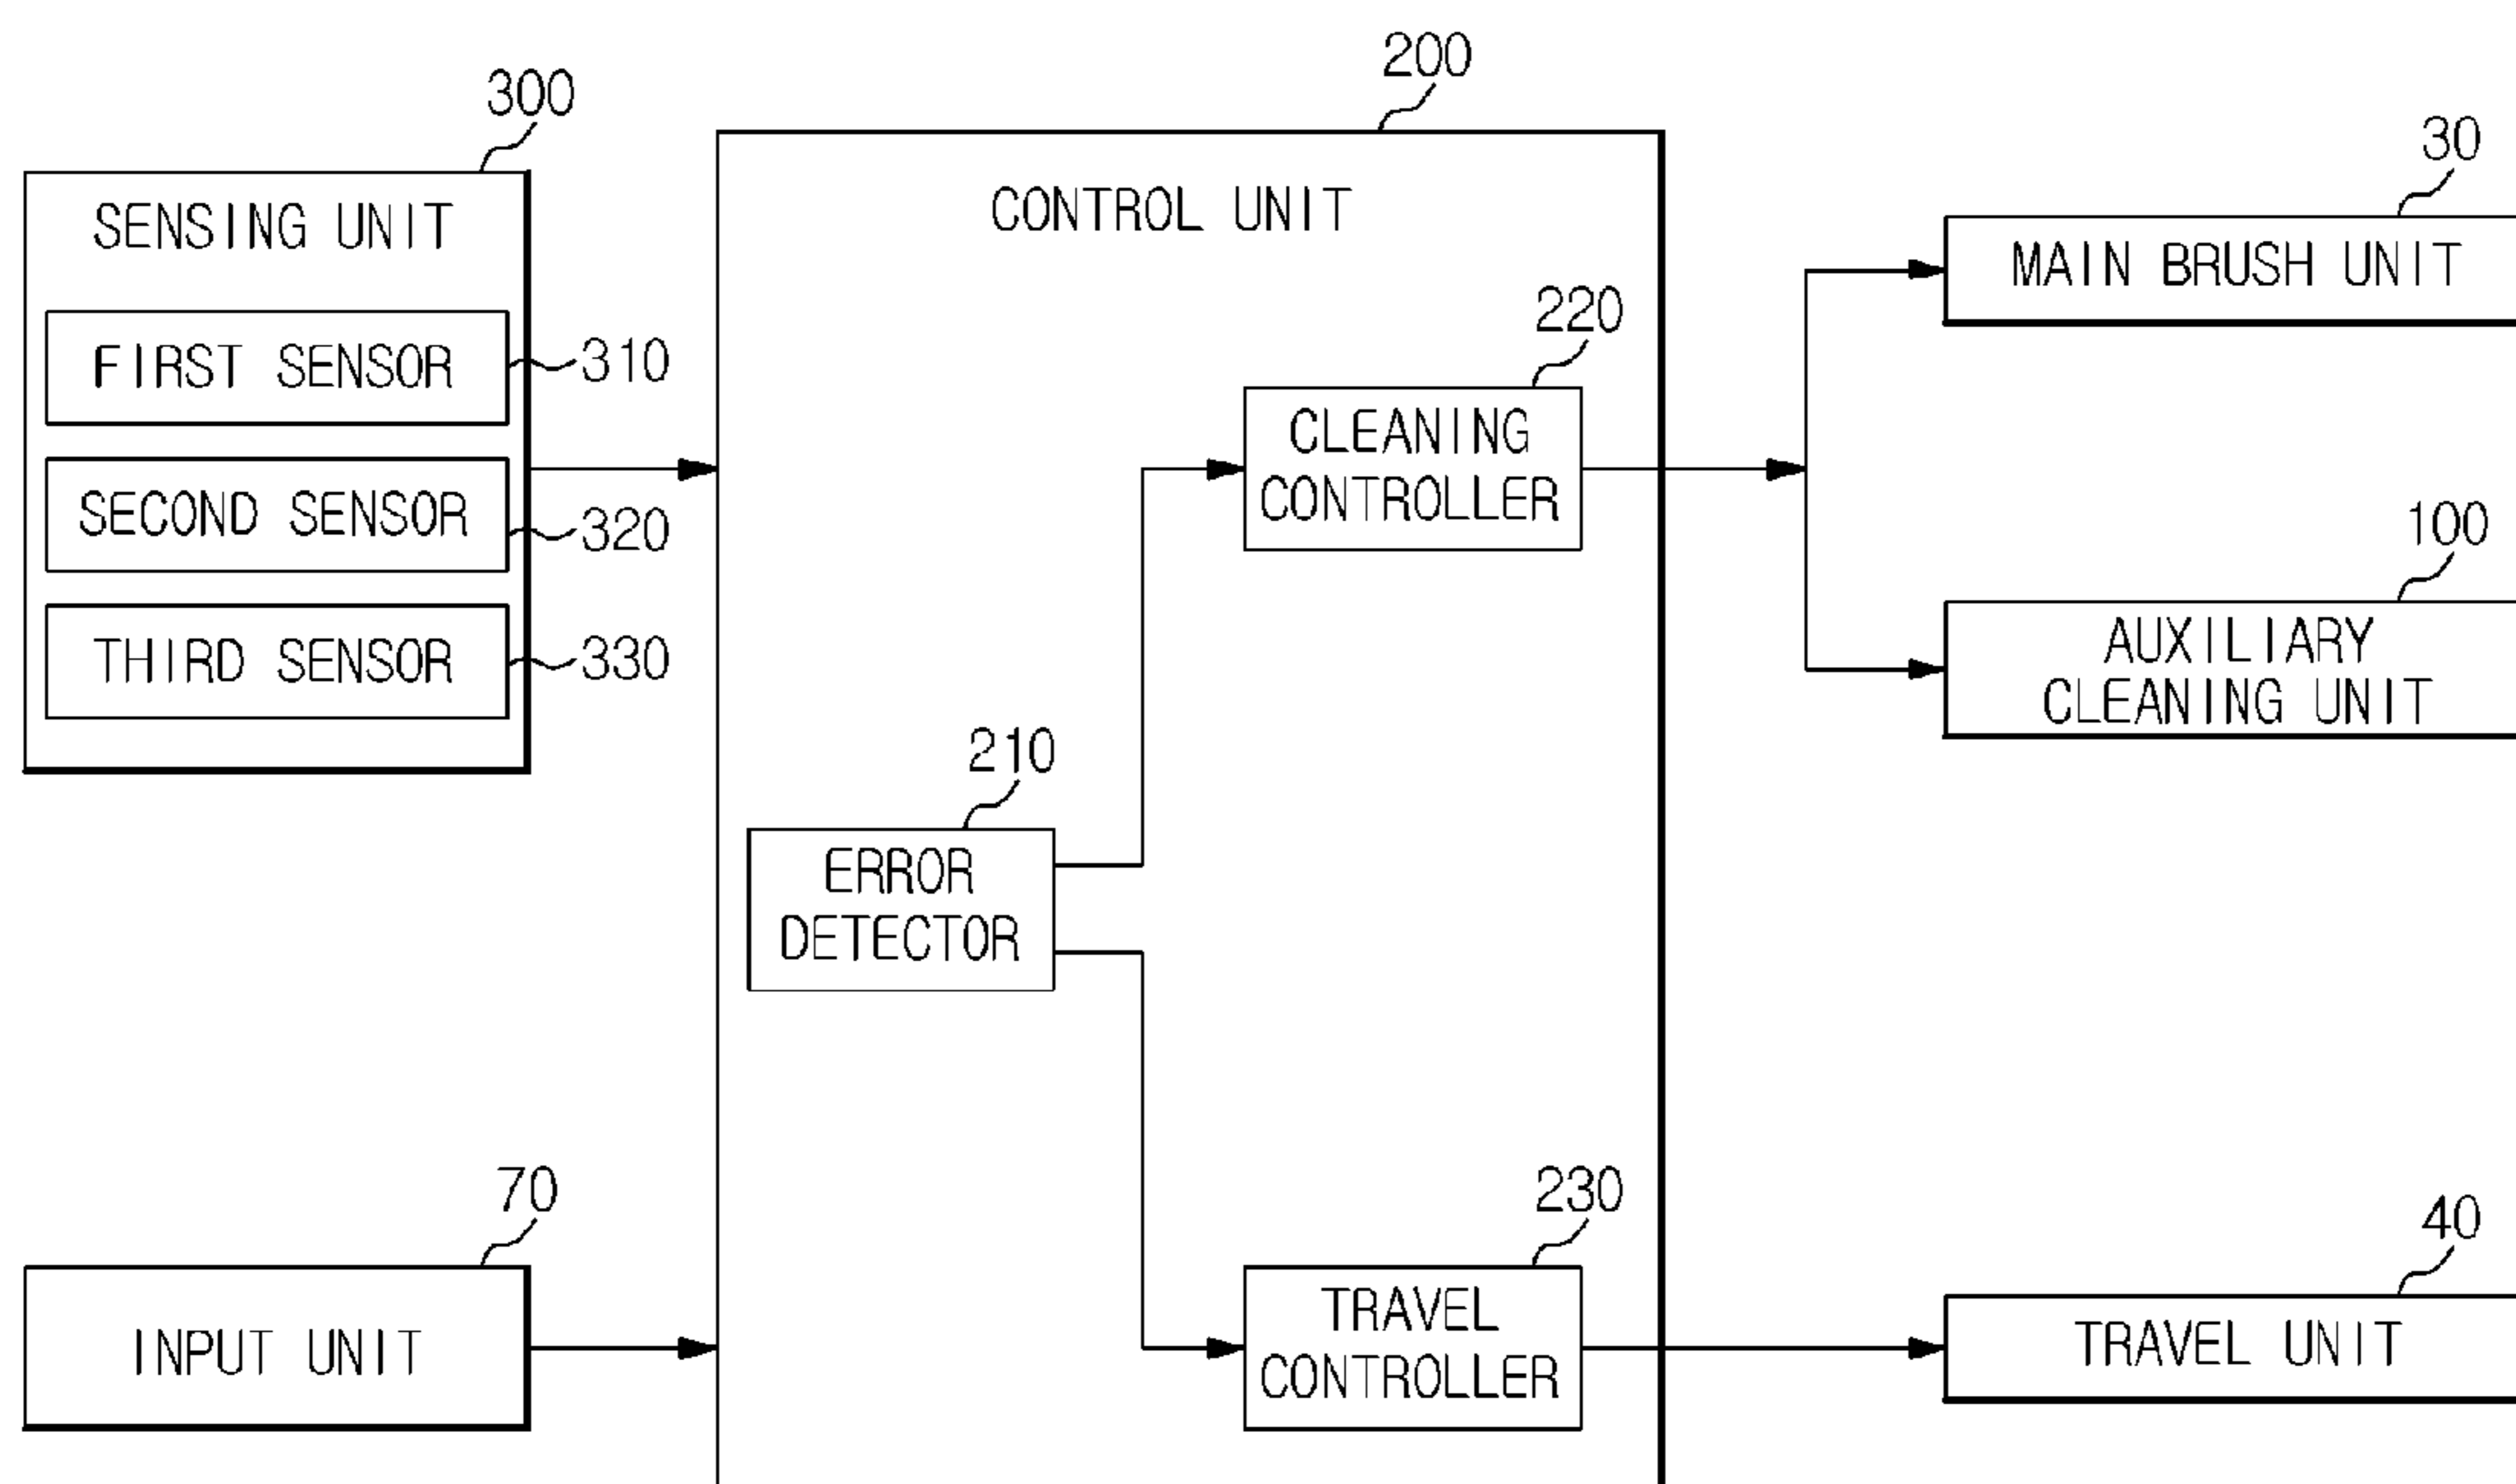 300
SENSING UNIT
FIRST SENSOR
310
SECOND SENSOR
320
THIRD SENSOR
330
70
INPUT UNIT
200
CONTROL UNIT
220
CLEANING
CONTROLLER
210
ERROR
DETECTOR
230
TRAVEL
CONTROLLER
30
MAIN BRUSH UNIT
100
AUXILIARY
CLEANING UNIT
40
TRAVEL UNIT